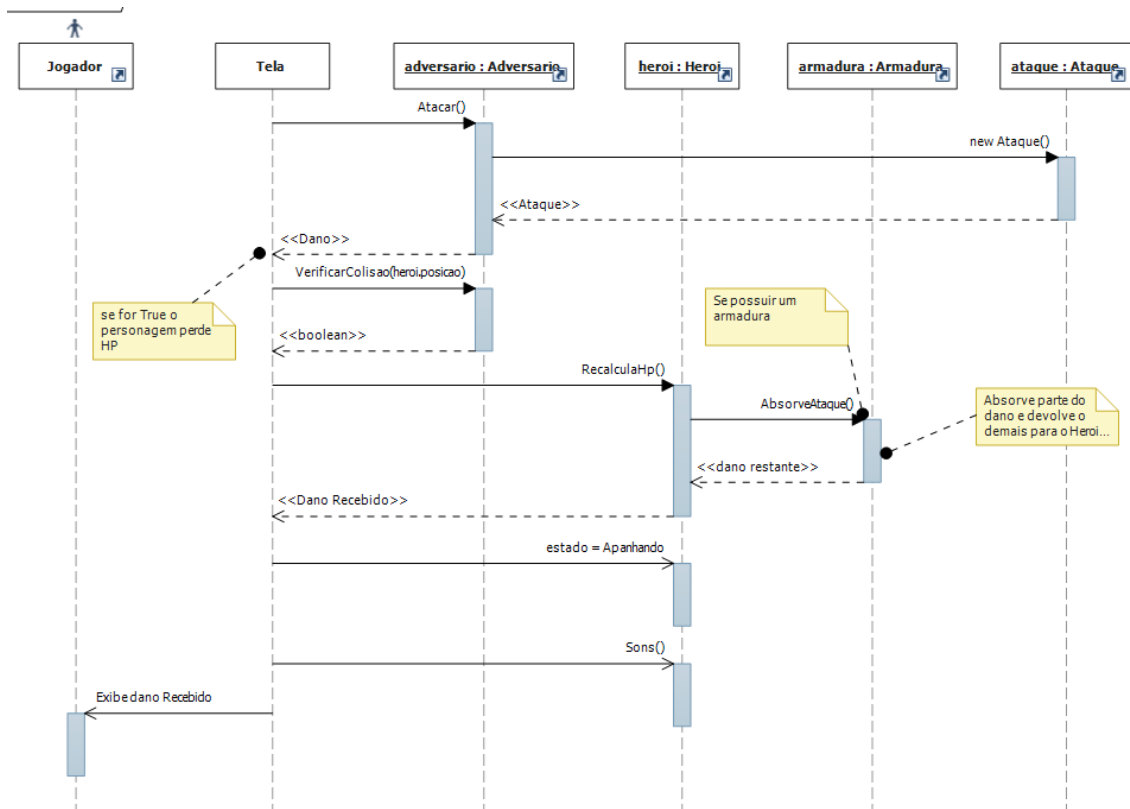 Jogador
Tela
adversario : Adversario
heroi : Heroi
armadura : Armadura
ataque : Ataque
Atacar()
new Ataque()
<<Ataque>>
<<Dano>>
VerificarColisao(heroi.posicao)
se for True o
personagem perde
HP
<<boolean>>
Se possuir um
armadura
RecalculaHp()
AbsorveAtaque()
Absorve parte do
dano e devolve o
demais para o Heroi...
<<dano restante>>
<<Dano Recebido>>
estado = Apanhando
Sons()
Exibe dano Recebido